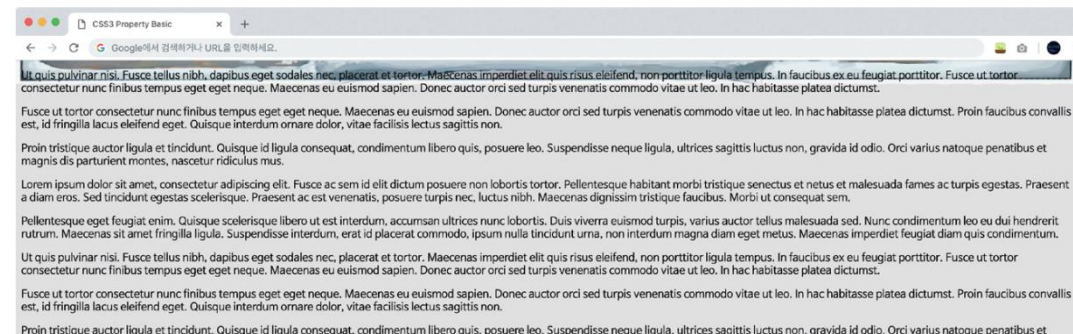 CSS3 Property Basic
Google에서 검색하거나 URL을 입력하세요.
Ut quis pulvinar nisi. Fusce tellus nibh, dapibus eget sodales nec, placerat et tortor. Maecenas imperdiet elit quis risus eleifend, non porttitor ligula tempus. In faucibus ex eu feugiat porttitor. Fusce ut tortor
consectetur nunc finibus tempus eget eget neque. Maecenas eu euismod sapien. Donec auctor orci sed turpis venenatis commodo vitae ut leo. In hac habitasse platea dictumst.
Fusce ut tortor consectetur nunc finibus tempus eget eget neque. Maecenas eu euismod sapien. Donec auctor orci sed turpis venenatis commodo vitae ut leo. In hac habitasse platea dictumst. Proin faucibus convallis
est, id fringilla lacus eleifend eget. Quisque interdum ornare dolor, vitae facilisis lectus sagittis non.
Proin tristique auctor ligula et tincidunt. Quisque id ligula consequat, condimentum libero quis, posuere leo. Suspendisse neque ligula, ultrices sagittis luctus non, gravida id odio. Orci varius natoque penatibus et
magnis dis parturient montes, nascetur ridiculus mus.
Lorem ipsum dolor sit amet, consectetur adipiscing elit. Fusce ac sem id elit dictum posuere non lobortis tortor. Pellentesque habitant morbi tristique senectus et netus et malesuada fames ac turpis egestas. Praesent
a diam eros. Sed tincidunt egestas scelerisque. Praesent ac est venenatis, posuere turpis nec, luctus nibh. Maecenas dignissim tristique faucibus. Morbi ut consequat sem.
Pellentesque eget feugiat enim. Quisque scelerisque libero ut est interdum, accumsan ultrices nunc lobortis. Duis viverra euismod turpis, varius auctor tellus malesuada sed. Nunc condimentum leo eu dui hendrerit
rutrum. Maecenas sit amet fringilla ligula. Suspendisse interdum, erat id placerat commodo, ipsum nulla tincidunt urna, non interdum magna diam eget metus. Maecenas imperdiet feugiat diam quis condimentum.
Ut quis pulvinar nisi. Fusce tellus nibh, dapibus eget sodales nec, placerat et tortor. Maecenas imperdiet elit quis risus eleifend, non porttitor ligula tempus. In faucibus ex eu feugiat porttitor. Fusce ut tortor
consectetur nunc finibus tempus eget eget neque. Maecenas eu euismod sapien. Donec auctor orci sed turpis venenatis commodo vitae ut leo. In hac habitasse platea dictumst.
Fusce ut tortor consectetur nunc finibus tempus eget eget neque. Maecenas eu euismod sapien. Donec auctor orci sed turpis venenatis commodo vitae ut leo. In hac habitasse platea dictumst. Proin faucibus convallis
est, id fringilla lacus eleifend eget. Quisque interdum ornare dolor, vitae facilisis lectus sagittis non.
Proin tristique auctor ligula et tincidunt. Quisque id ligula consequat, condimentum libero quis, posuere leo. Suspendisse neque ligula, ultrices sagittis luctus non, gravida id odio. Orci varius natoque penatibus et